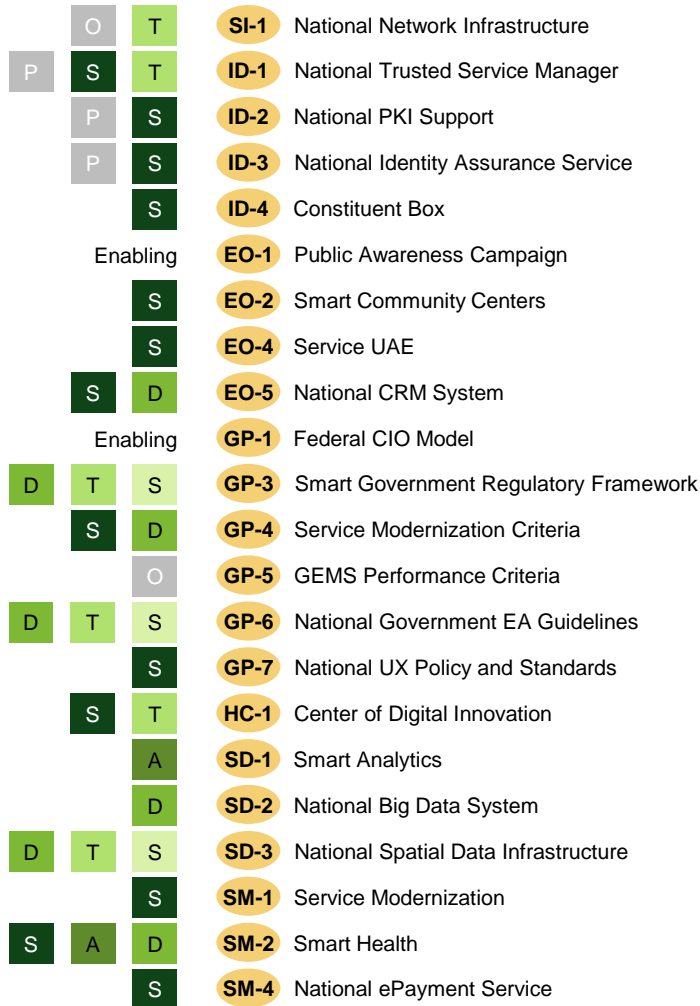 O T SI-1 National Network Infrastructure
P S T ID-1 National Trusted Service Manager
P S ID-2 National PKI Support
P S ID-3 National Identity Assurance Service
S ID-4 Constituent Box
Enabling EO-1 Public Awareness Campaign
S EO-2 Smart Community Centers
S EO-4 Service UAE
S D EO-5 National CRM System
Enabling GP-1 Federal CIO Model
D T S GP-3 Smart Government Regulatory Framework
S D GP-4 Service Modernization Criteria
O GP-5 GEMS Performance Criteria
D T S GP-6 National Government EA Guidelines
S GP-7 National UX Policy and Standards
S T HC-1 Center of Digital Innovation
A SD-1 Smart Analytics
D SD-2 National Big Data System
D T S SD-3 National Spatial Data Infrastructure
S SM-1 Service Modernization
S A D SM-2 Smart Health
S SM-4 National ePayment Service